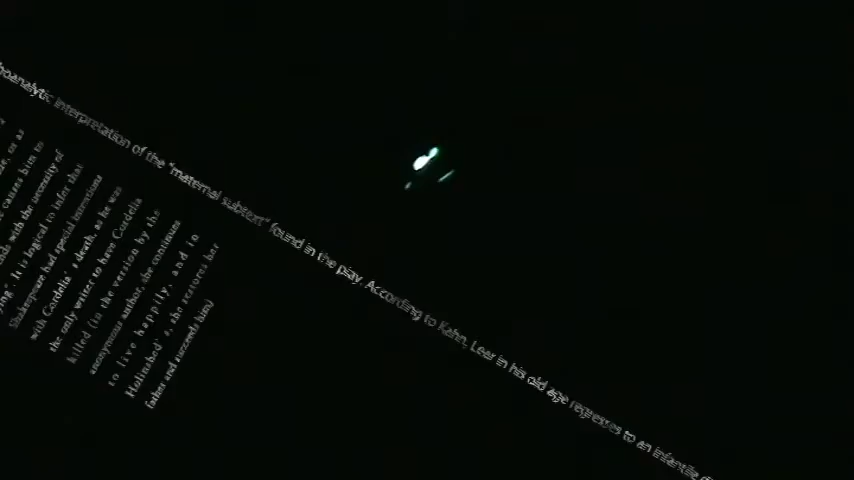 interpretation of the "maternal subtext" found in the play. According to Kahn, Lear in his old age regresses to an infantile
or as
causes him to
ends with the necessity of
It is logical to infer that
Shakespeare had special intentions
with Cordelia's death, as he was
the only writer to have Cordelia
killed (in the version by the
anonymous author, she continues
to live happily, and in
Holinshed's, she restores her
father and succeeds him)